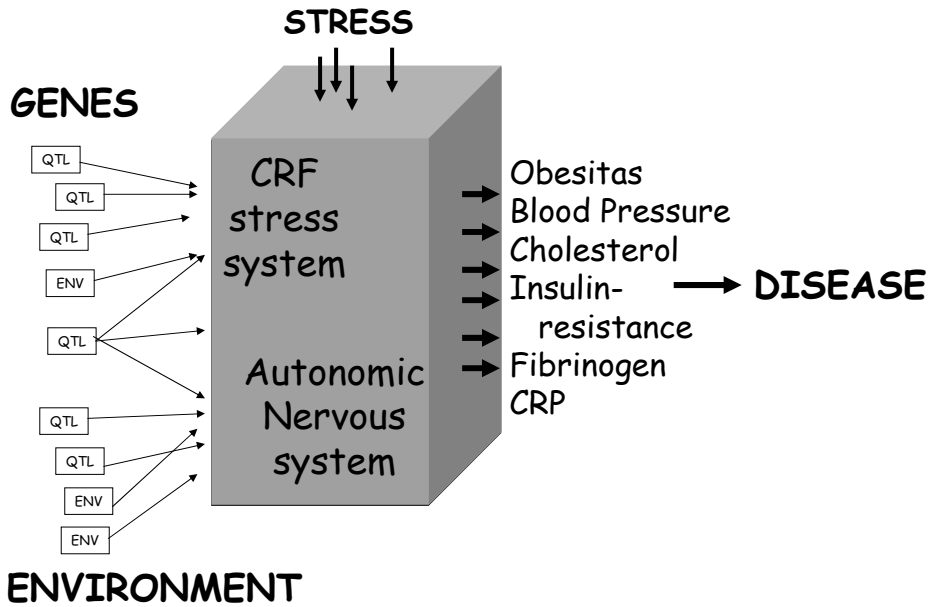 STRESS
GENES
QTL
QTL
QTL
ENV
QTL
QTL
QTL
ENV
ENV
ENVIRONMENT
CRF
stress
system
Autonomic
Nervous
system
Obesitas
Blood Pressure
Cholesterol
Insulin-
resistance
Fibrinogen
CRP
DISEASE